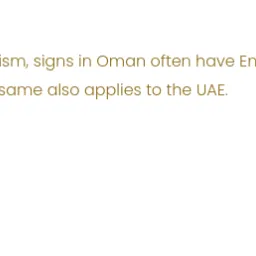 ism, signs in Oman often have En
same also applies to the UAE.